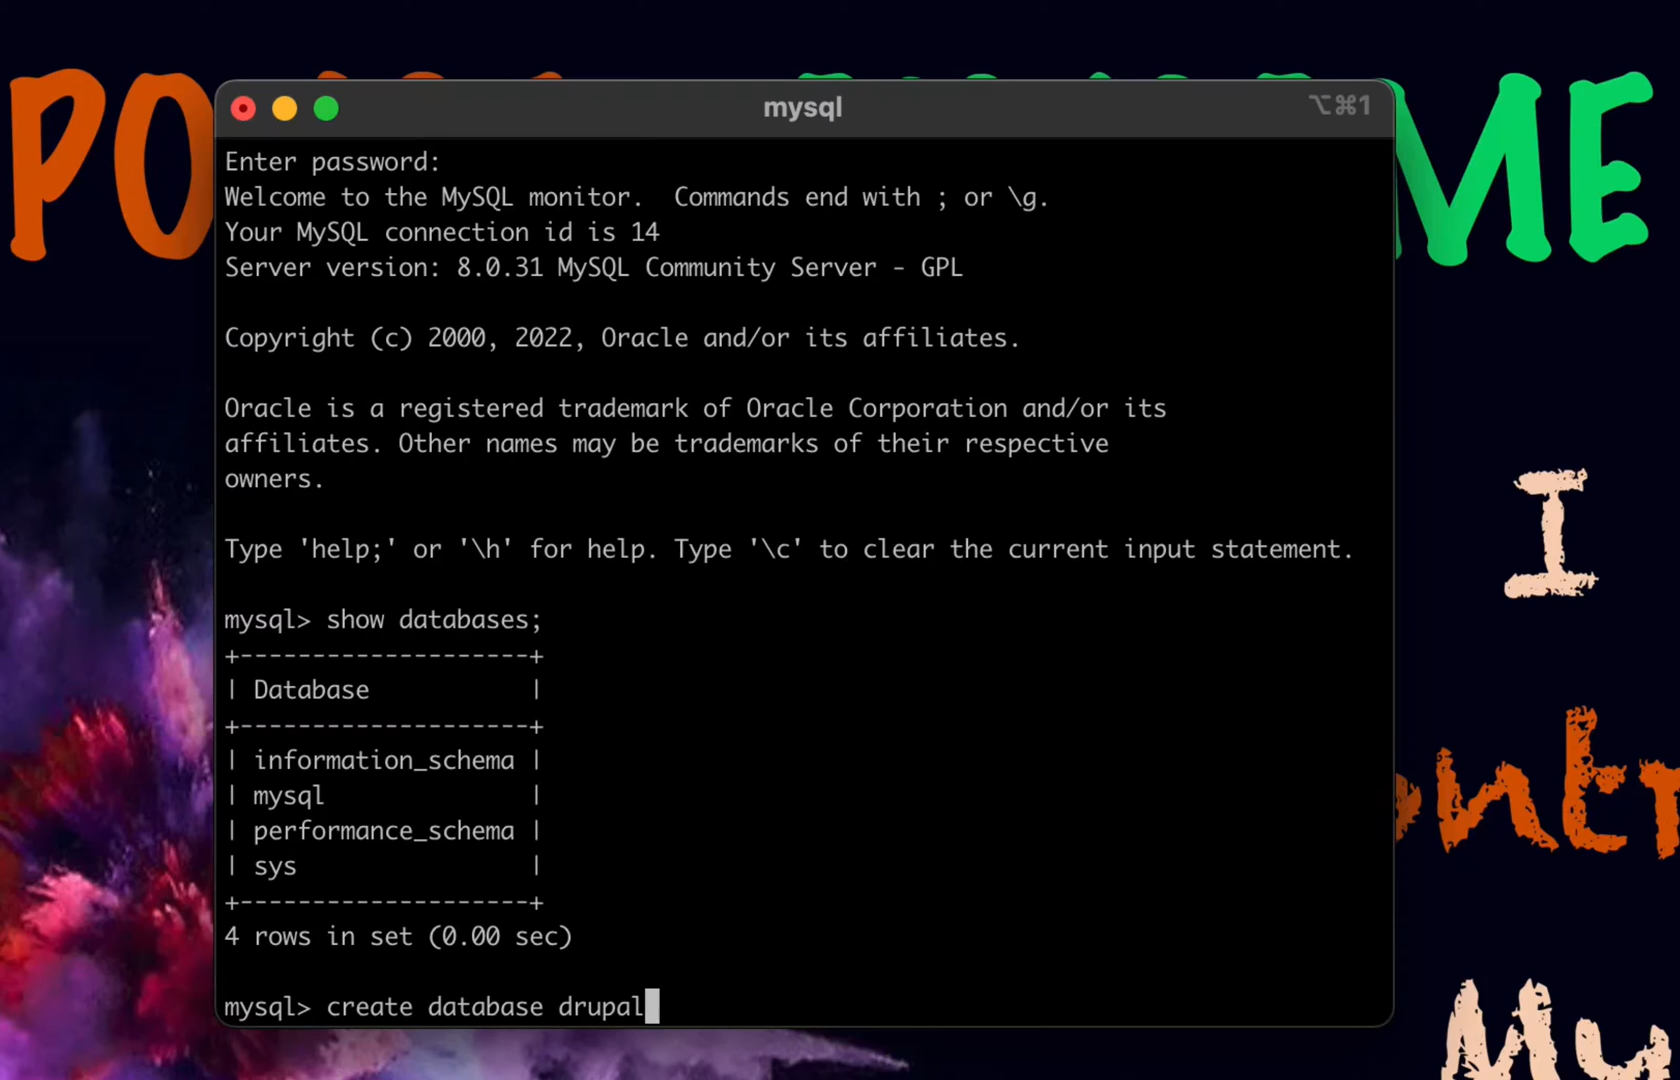 mysql
⌥⌘1
Enter password:
Welcome to the MySQL monitor.  Commands end with ; or \g.
Your MySQL connection id is 14
Server version: 8.0.31 MySQL Community Server - GPL
Copyright (c) 2000, 2022, Oracle and/or its affiliates.
Oracle is a registered trademark of Oracle Corporation and/or its
affiliates. Other names may be trademarks of their respective
owners.
Type 'help;' or '\h' for help. Type '\c' to clear the current input statement.
mysql> show databases;
+--------------------+
| Database           |
+--------------------+
| information_schema |
| mysql              |
| performance_schema |
| sys                |
+--------------------+
4 rows in set (0.00 sec)
mysql> create database drupal
I
My